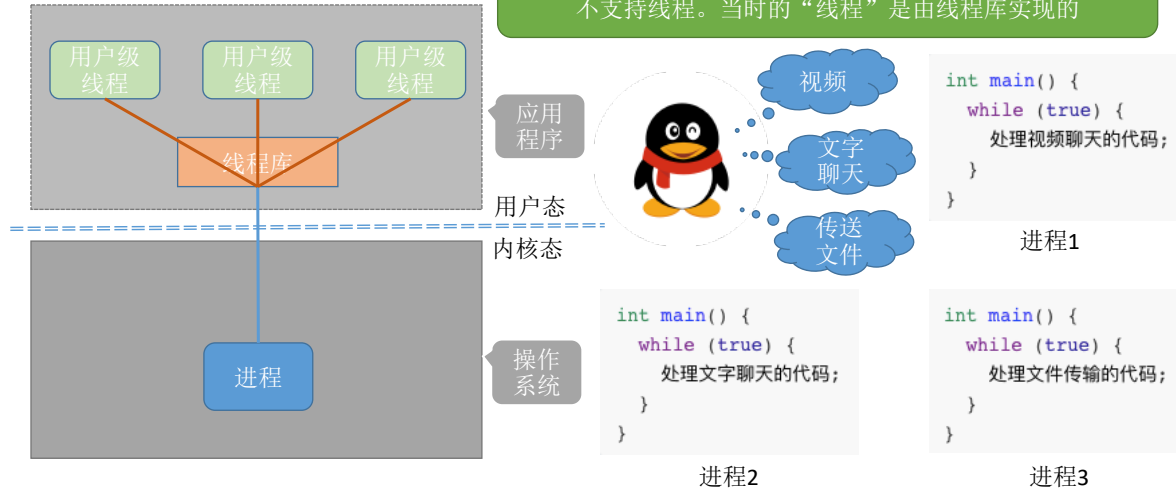 不支持线程。当时的“线程”是由线程库实现的
用户级
线程
用户级
线程
用户级
线程
线程库
应用
程序
用户态
内核态
进程
操作
系统
视频
文字
聊天
传送
文件
int main() {
while (true) {
处理视频聊天的代码;
}
}
进程1
int main() {
while (true) {
处理文字聊天的代码;
}
}
进程2
int main() {
while (true) {
处理文件传输的代码;
}
}
进程3